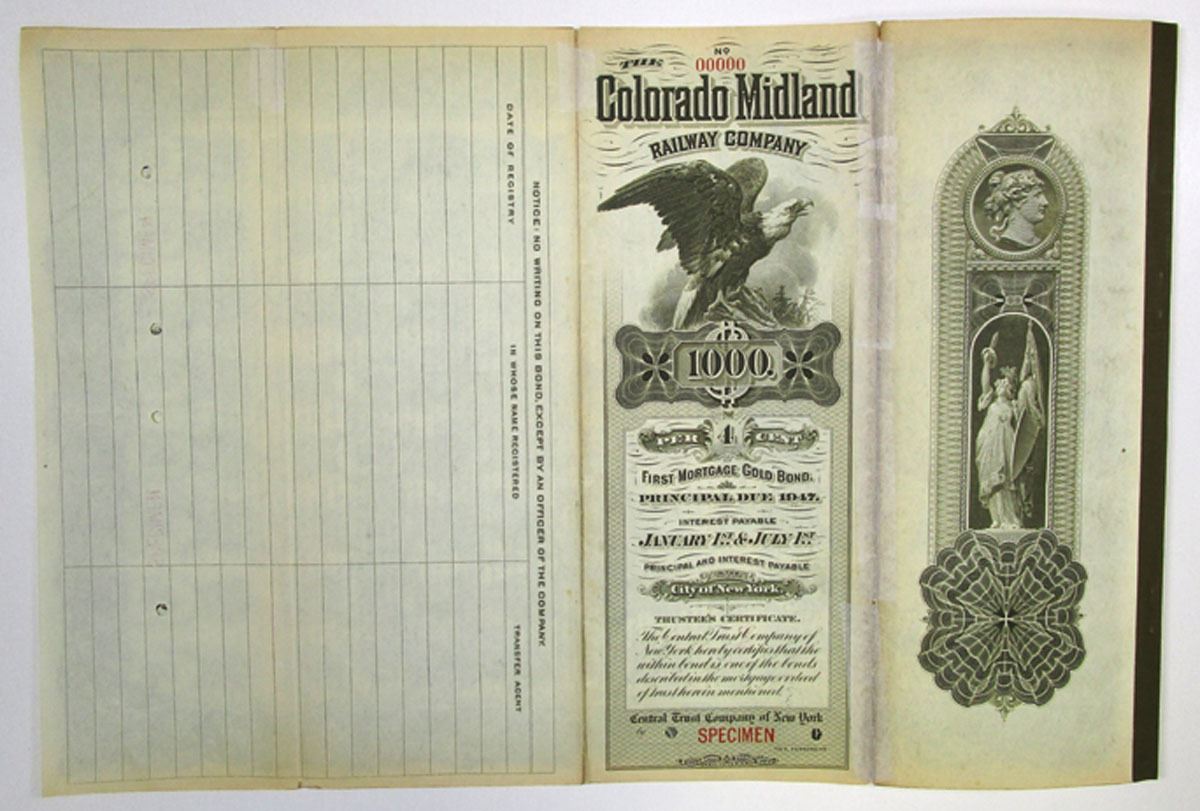 DATE OF REGISTRY
IN WHOSE NAME REGISTERED
TRANSFER AGENT
NOTICE: NO WRITING ON THIS BOND, EXCEPT BY AN OFFICER OF THE COMPANY.
No
00000
THE
Colorado Midland
RAILWAY COMPANY
$
1000.
PER 4 CENT
FIRST MORTGAGE GOLD BOND.
PRINCIPAL DUE 1947.
INTEREST PAYABLE
JANUARY 1ST. & JULY 1ST.
PRINCIPAL AND INTEREST PAYABLE
City of New York.
TRUSTEE'S CERTIFICATE.
The Central Trust Company of
New York hereby certifies that the
within bond is one of the bonds
described in the mortgage or deed
of trust herein mentioned.
Central Trust Company of New York
by SPECIMEN